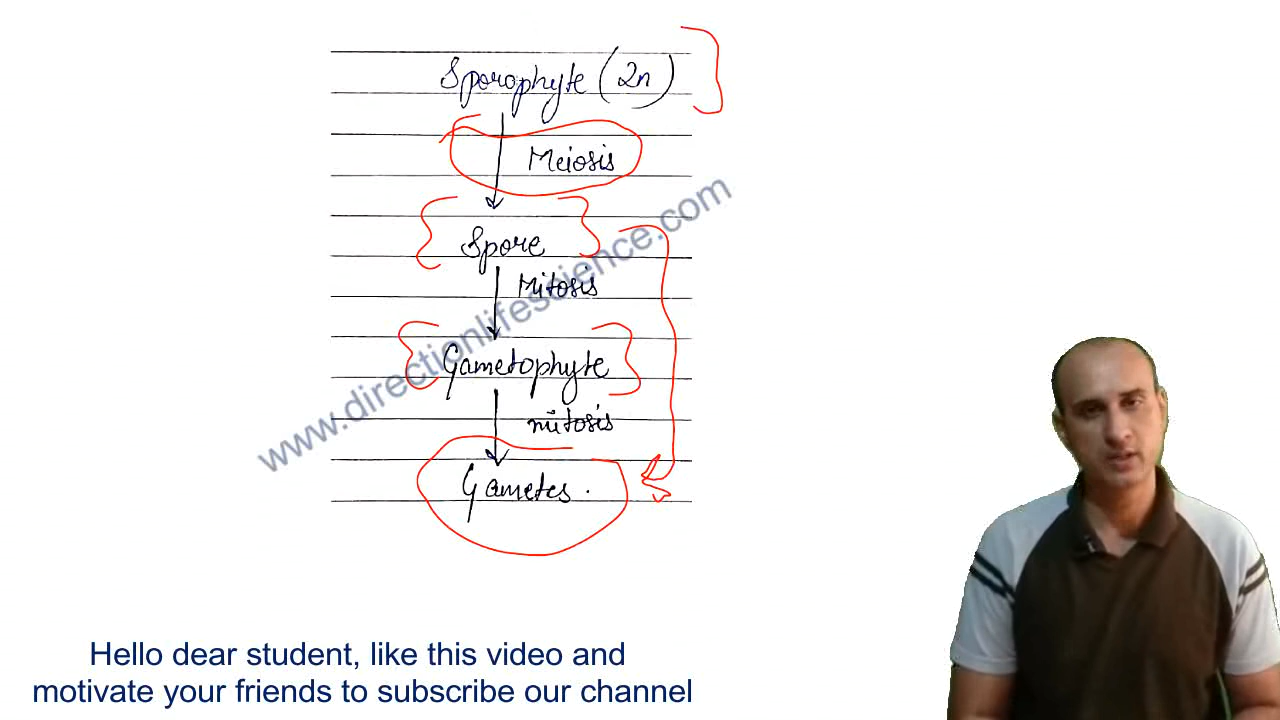 Sporophyte (2n)
Meiosis
Spore
Mitosis
Gametophyte
mitosis
Gametes.
www.directionlifescience.com
Hello dear student, like this video and
motivate your friends to subscribe our channel